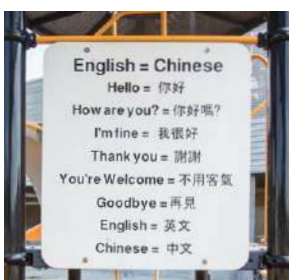 English = Chinese
Hello = 你好
How are you? = 你好嗎?
I'm fine = 我很好
Thank you = 謝謝
You're Welcome = 不用客氣
Goodbye = 再見
English = 英文
Chinese = 中文